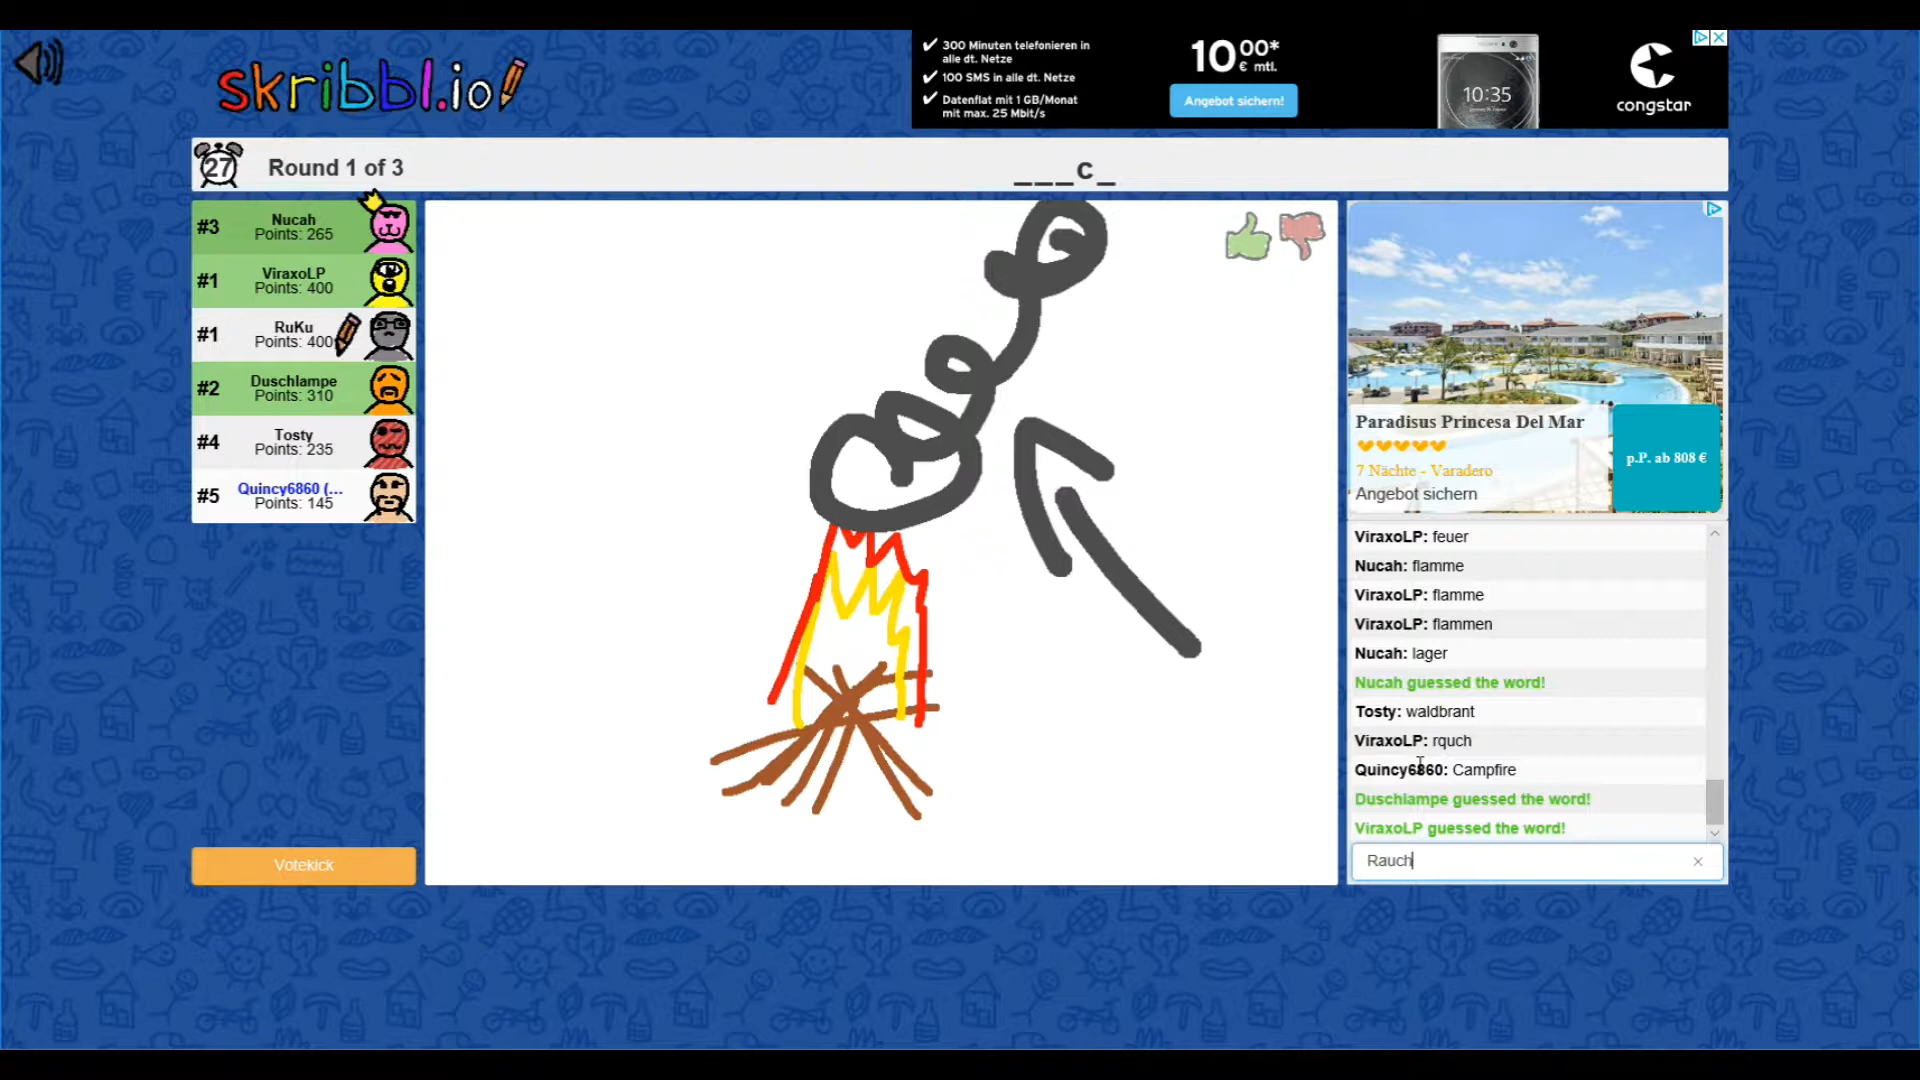 ✓ 300 Minuten telefonieren in
alle dt. Netze
✓ 100 SMS in alle dt. Netze
✓ Datenflat mit 1 GB/Monat
mit max. 25 Mbit/s
10 00* € mtl.
Angebot sichern!
10:35
congstar
skribbl.io
27
Round 1 of 3
_ _ _ c _
#3 Nucah
Points: 265
#1 ViraxoLP
Points: 400
#1 RuKu
Points: 400
#2 Duschlampe
Points: 310
#4 Tosty
Points: 235
#5 Quincy6860 (...
Points: 145
Votekick
Paradisus Princesa Del Mar
7 Nächte - Varadero
Angebot sichern
p.P. ab 808 €
ViraxoLP: feuer
Nucah: flamme
ViraxoLP: flamme
ViraxoLP: flammen
Nucah: lager
Nucah guessed the word!
Tosty: waldbrant
ViraxoLP: rquch
Quincy6860: Campfire
Duschlampe guessed the word!
ViraxoLP guessed the word!
Rauch